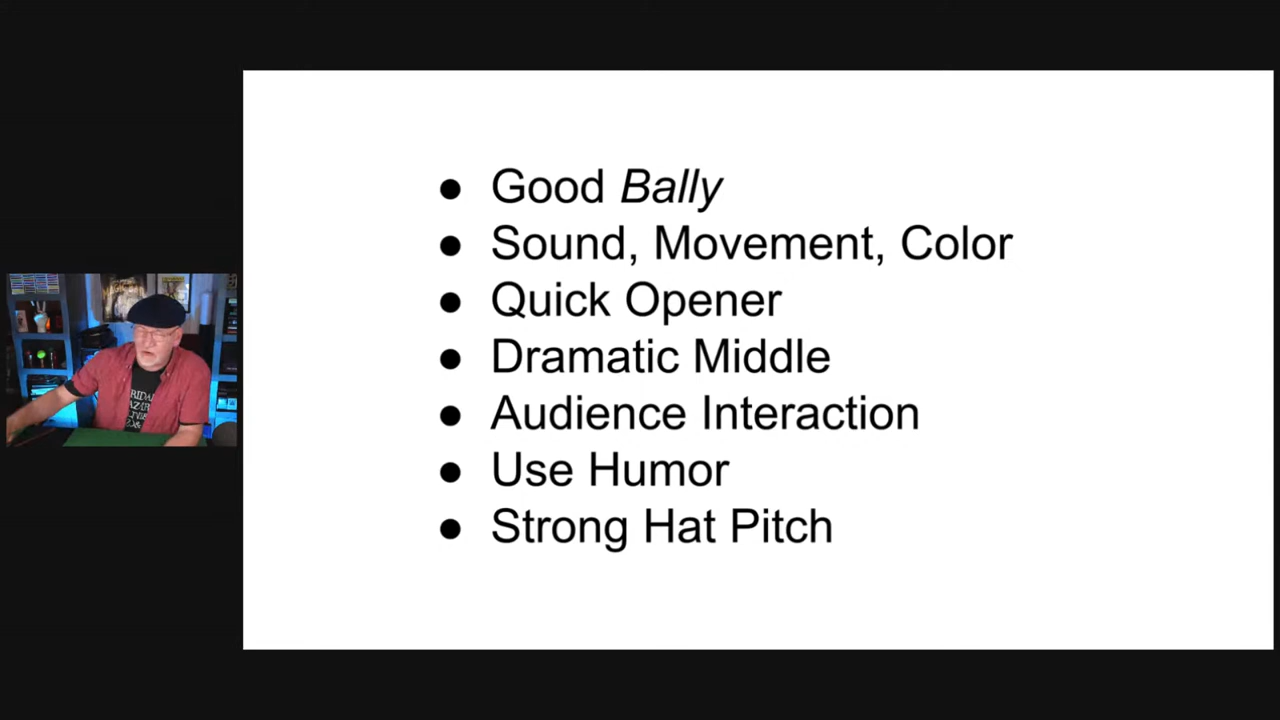 ● Good Bally
● Sound, Movement, Color
● Quick Opener
● Dramatic Middle
● Audience Interaction
● Use Humor
● Strong Hat Pitch